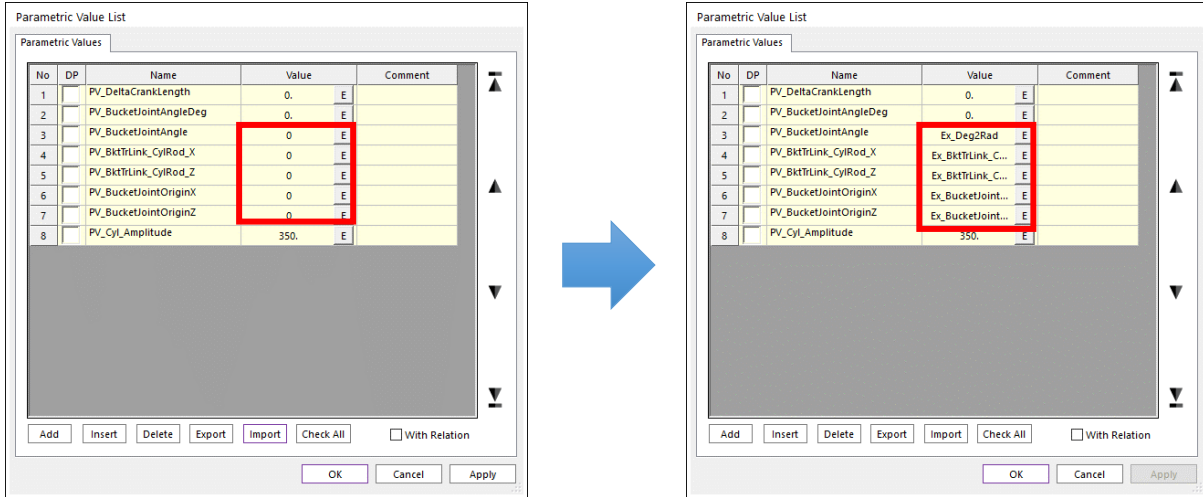 Parametric Value List
Parametric Values
No DP Name Value Comment
1 PV_DeltaCrankLength 0. E
2 PV_BucketJointAngleDeg 0. E
3 PV_BucketJointAngle 0 E
4 PV_BktTrLink_CylRod_X 0 E
5 PV_BktTrLink_CylRod_Z 0 E
6 PV_BucketJointOriginX 0 E
7 PV_BucketJointOriginZ 0 E
8 PV_Cyl_Amplitude 350. E
Add Insert Delete Export Import Check All With Relation
OK Cancel Apply
Parametric Value List
Parametric Values
No DP Name Value Comment
1 PV_DeltaCrankLength 0. E
2 PV_BucketJointAngleDeg 0. E
3 PV_BucketJointAngle Ex_Deg2Rad E
4 PV_BktTrLink_CylRod_X Ex_BktTrLink_C... E
5 PV_BktTrLink_CylRod_Z Ex_BktTrLink_C... E
6 PV_BucketJointOriginX Ex_BucketJoint... E
7 PV_BucketJointOriginZ Ex_BucketJoint... E
8 PV_Cyl_Amplitude 350. E
Add Insert Delete Export Import Check All With Relation
OK Cancel Apply